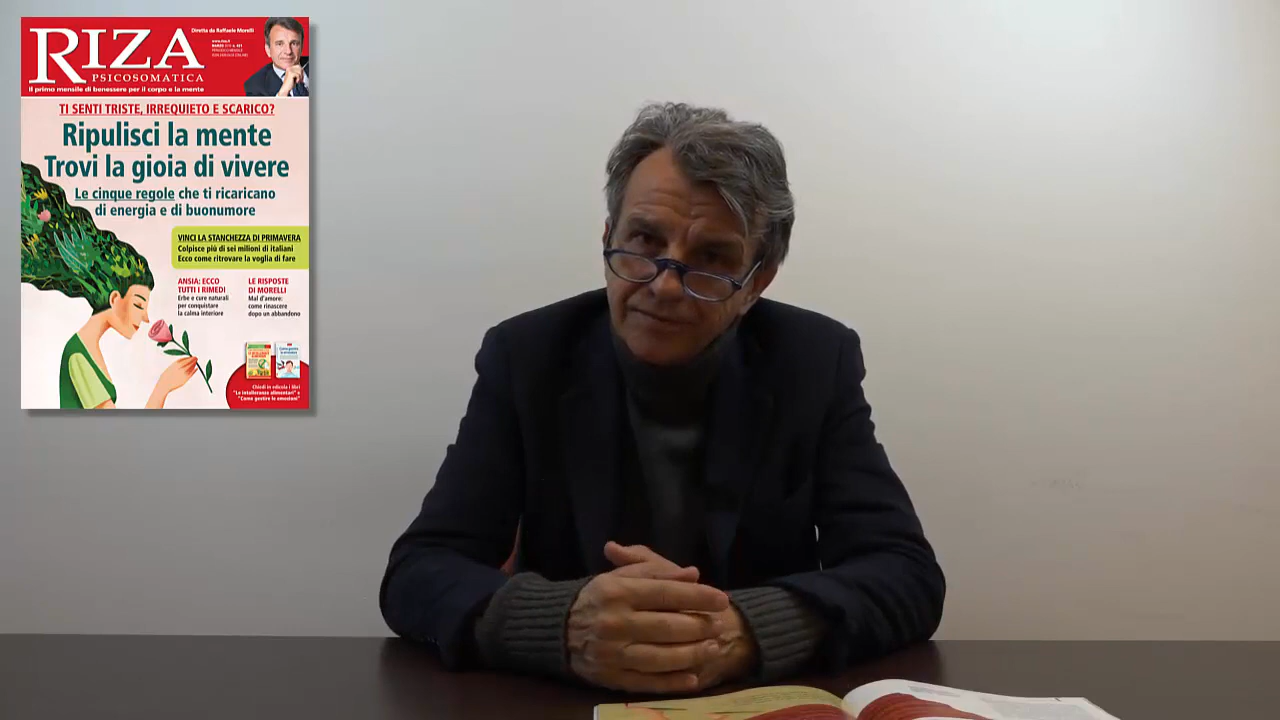 RIZA
PSICOSOMATICA
Diretta da Raffaele Morelli
www.riza.it
Il primo mensile di benessere per il corpo e la mente
TI SENTI TRISTE, IRREQUIETO E SCARICO?
Ripulisci la mente
Trovi la gioia di vivere
Le cinque regole che ti ricaricano
di energia e di buonumore
VINCI LA STANCHEZZA DI PRIMAVERA
Colpisce più di sei milioni di italiani
Ecco come ritrovare la voglia di fare
ANSIA: ECCO
TUTTI I RIMEDI
Erbe e cure naturali
per conquistare
la calma interiore
LE RISPOSTE
DI MORELLI
Mal d'amore:
come rinascere
dopo un abbandono
Chiedi in edicola i libri
"Le intolleranze alimentari" e
"Come gestire le emozioni"